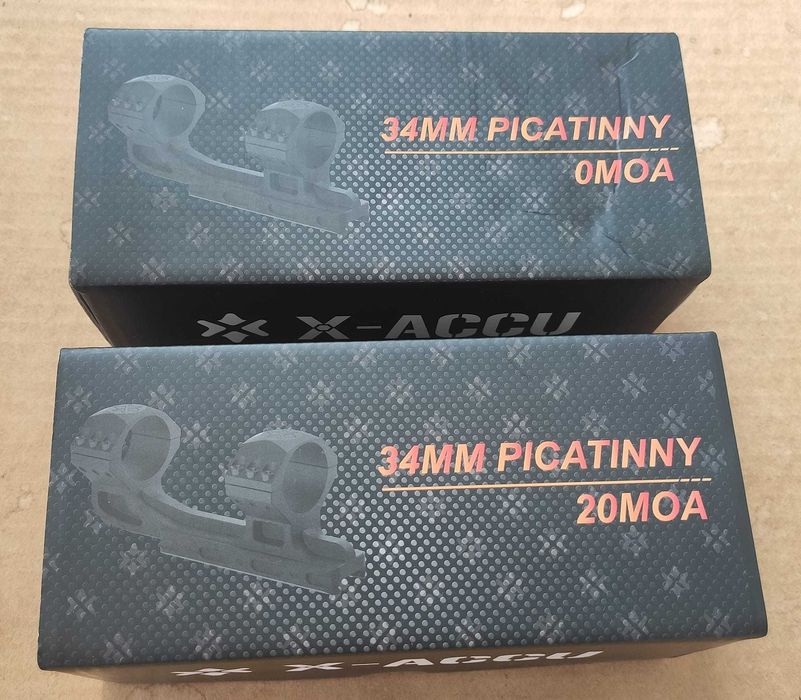 34MM PICATINNY
0MOA
X-ACCU
34MM PICATINNY
20MOA
X-ACCU